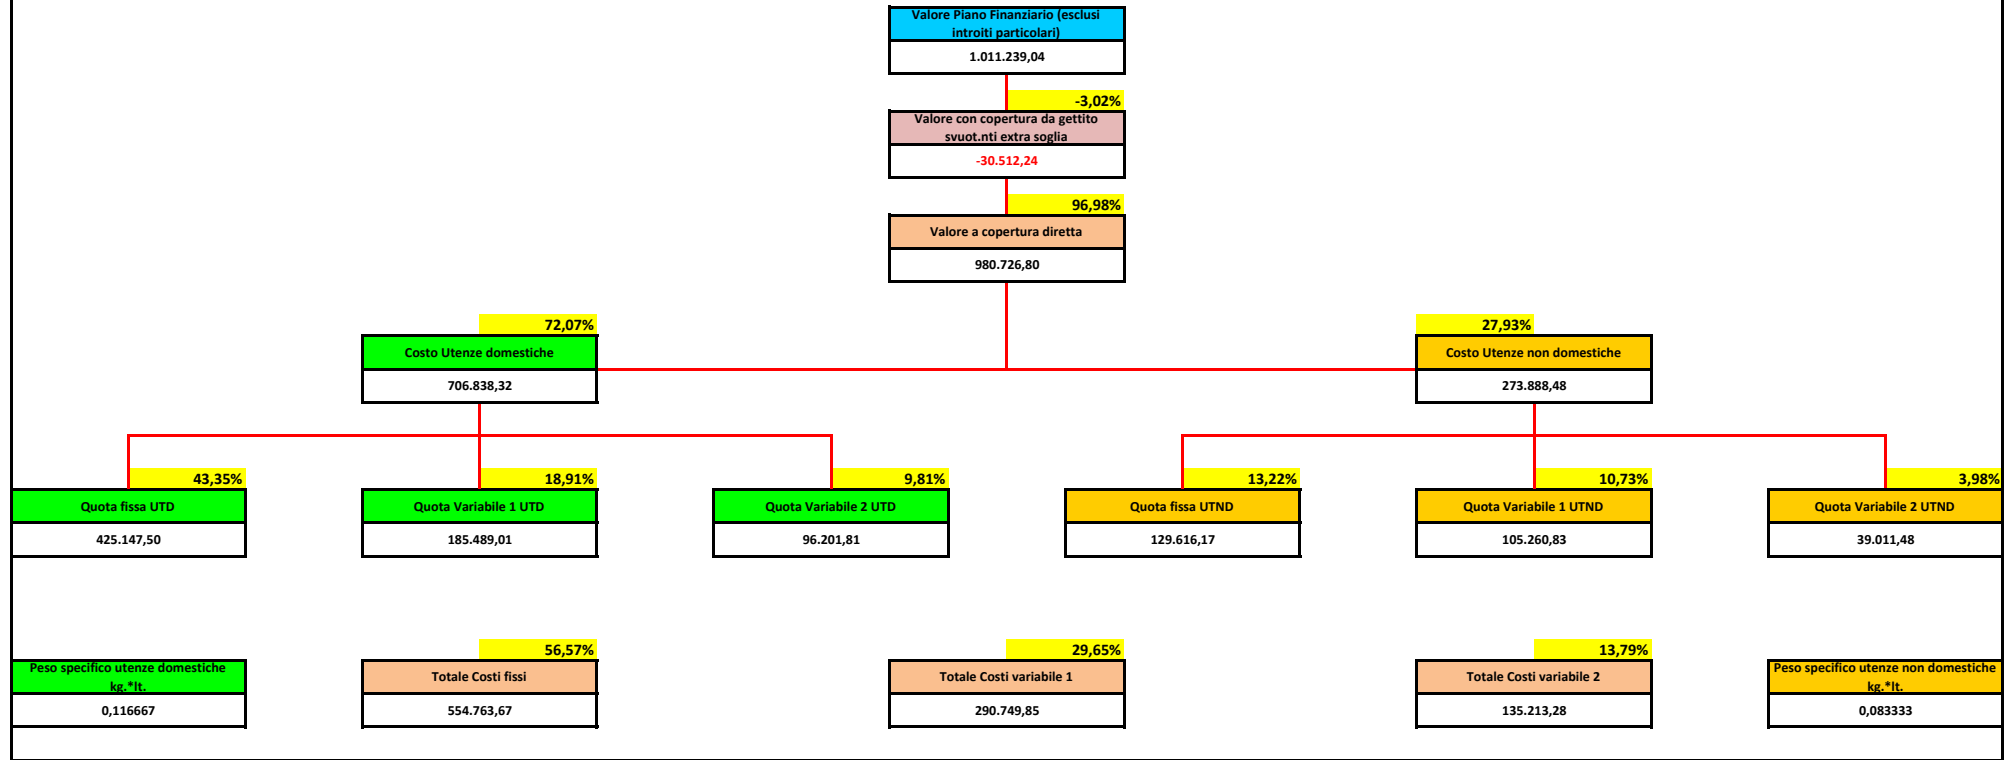 Valore Piano Finanziario (esclusi
introiti particolari)
1.011.239,04
-3,02%
Valore con copertura da gettito
svuot.nti extra soglia
-30.512,24
96,98%
Valore a copertura diretta
980.726,80
72,07%
27,93%
Costo Utenze domestiche
Costo Utenze non domestiche
706.838,32
273.888,48
43,35%
18,91%
9,81%
13,22%
10,73%
3,98%
Quota fissa UTD
Quota Variabile 1 UTD
Quota Variabile 2 UTD
Quota fissa UTND
Quota Variabile 1 UTND
Quota Variabile 2 UTND
425.147,50
185.489,01
96.201,81
129.616,17
105.260,83
39.011,48
56,57%
29,65%
13,79%
Peso specifico utenze domestiche
kg.*lt.
Totale Costi fissi
Totale Costi variabile 1
Totale Costi variabile 2
Peso specifico utenze non domestiche
kg.*lt.
0,116667
554.763,67
290.749,85
135.213,28
0,083333